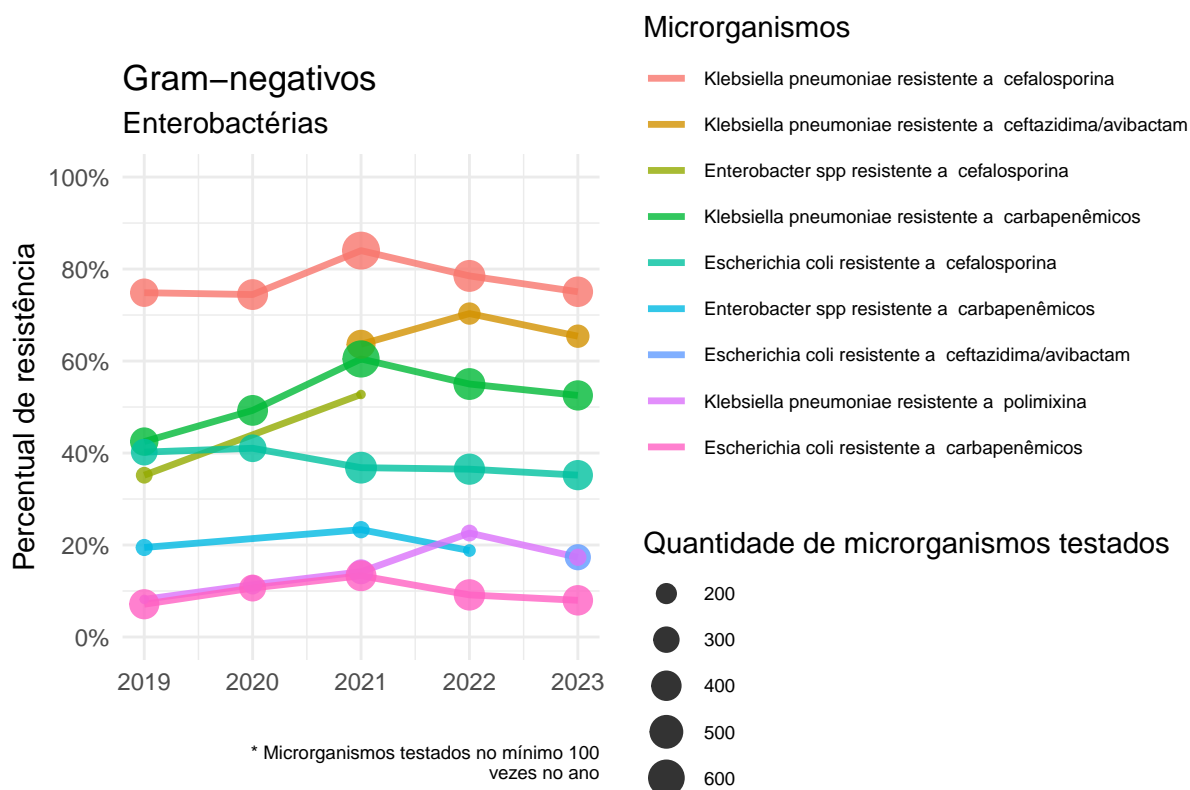 Gram−negativos
Enterobactérias
Percentual de resistência
100%
80%
60%
40%
20%
0%
2019 2020 2021 2022 2023
* Microrganismos testados no mínimo 100
vezes no ano
Microrganismos
Klebsiella pneumoniae resistente a  cefalosporina
Klebsiella pneumoniae resistente a  ceftazidima/avibactam
Enterobacter spp resistente a  cefalosporina
Klebsiella pneumoniae resistente a  carbapenêmicos
Escherichia coli resistente a  cefalosporina
Enterobacter spp resistente a  carbapenêmicos
Escherichia coli resistente a  ceftazidima/avibactam
Klebsiella pneumoniae resistente a  polimixina
Escherichia coli resistente a  carbapenêmicos
Quantidade de microrganismos testados
200
300
400
500
600